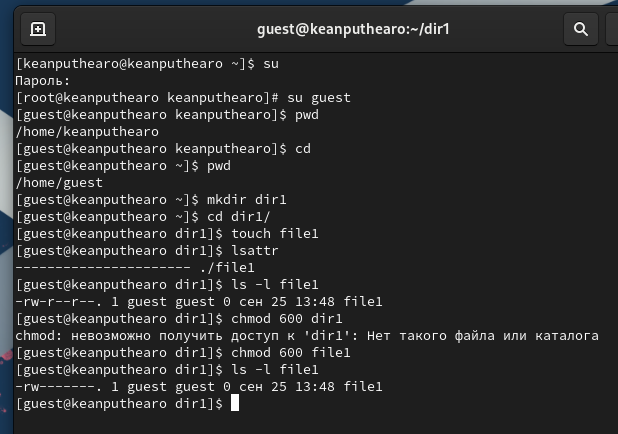 guest@keanputhearo:~/dir1
[keanputhearo@keanputhearo ~]$ su
Пароль:
[root@keanputhearo keanputhearo]# su guest
[guest@keanputhearo keanputhearo]$ pwd
/home/keanputhearo
[guest@keanputhearo keanputhearo]$ cd
[guest@keanputhearo ~]$ pwd
/home/guest
[guest@keanputhearo ~]$ mkdir dir1
[guest@keanputhearo ~]$ cd dir1/
[guest@keanputhearo dir1]$ touch file1
[guest@keanputhearo dir1]$ lsattr
---------------------- ./file1
[guest@keanputhearo dir1]$ ls -l file1
-rw-r--r--. 1 guest guest 0 сен 25 13:48 file1
[guest@keanputhearo dir1]$ chmod 600 dir1
chmod: невозможно получить доступ к 'dir1': Нет такого файла или каталога
[guest@keanputhearo dir1]$ chmod 600 file1
[guest@keanputhearo dir1]$ ls -l file1
-rw-------. 1 guest guest 0 сен 25 13:48 file1
[guest@keanputhearo dir1]$